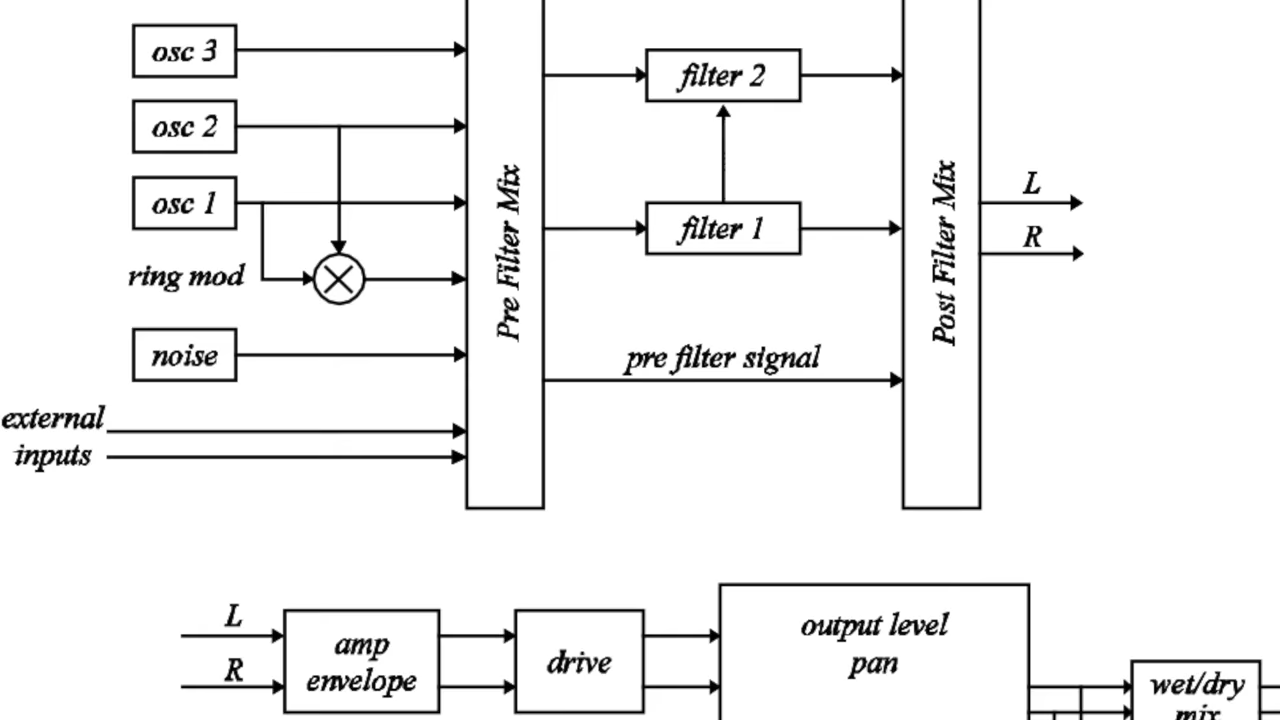 osc 3
osc 2
osc 1
ring mod
noise
external
inputs
Pre Filter Mix
filter 2
filter 1
pre filter signal
Post Filter Mix
L
R
L
R
amp
envelope
drive
output level
pan
wet/dry
mix